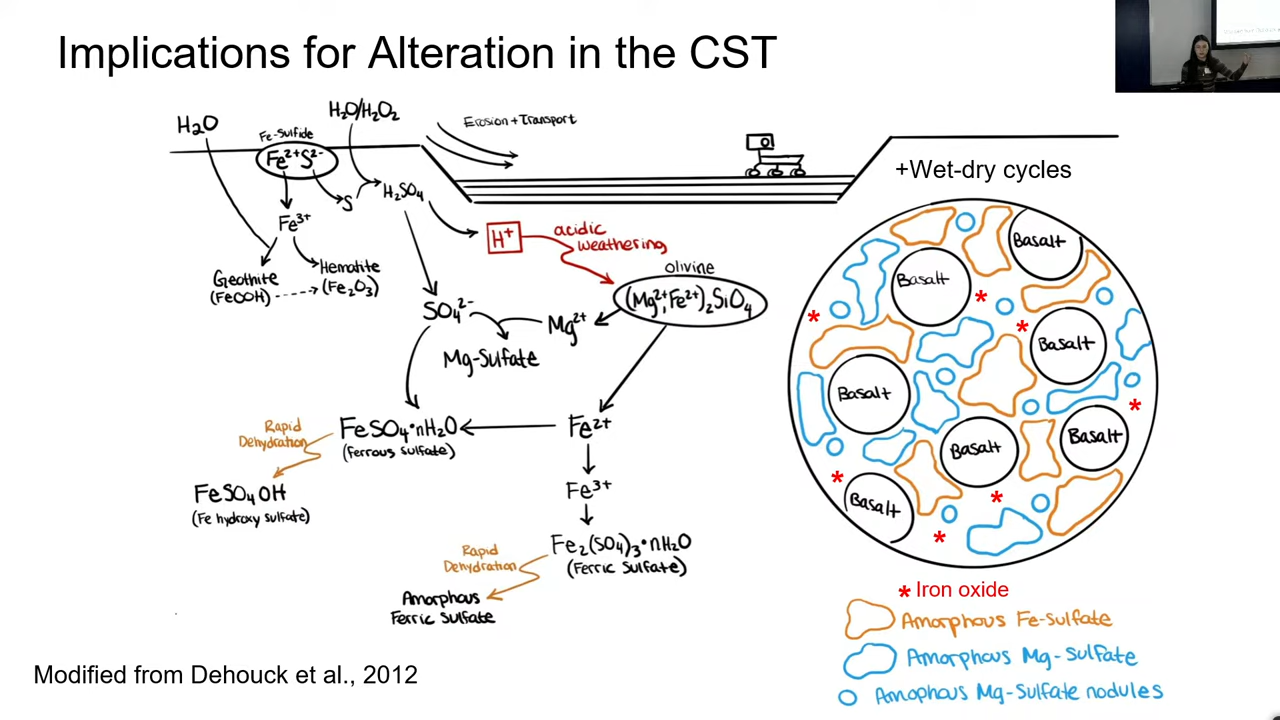 Implications for Alteration in the CST
H2O
H2O/H2O2
Erosion + Transport
Fe-Sulfide
Fe²⁺S²⁻
S
H2SO4
Fe³⁺
H⁺
acidic
weathering
Geothite
(FeOOH)
Hematite
(Fe2O3)
olivine
(Mg²⁺,Fe²⁺)2SiO4
SO4²⁻
Mg²⁺
Mg-Sulfate
FeSO4•nH2O
(ferrous sulfate)
Fe²⁺
Rapid
Dehydration
FeSO4OH
(Fe hydroxy sulfate)
Fe³⁺
Fe2(SO4)3•nH2O
(Ferric Sulfate)
Rapid
Dehydration
Amorphous
Ferric Sulfate
Modified from Dehouck et al., 2012
+Wet-dry cycles
Basalt
Basalt
Basalt
Basalt
Basalt
Basalt
Basalt
* Iron oxide
Amorphous Fe-sulfate
Amorphous Mg-Sulfate
Amophous Mg-Sulfate nodules